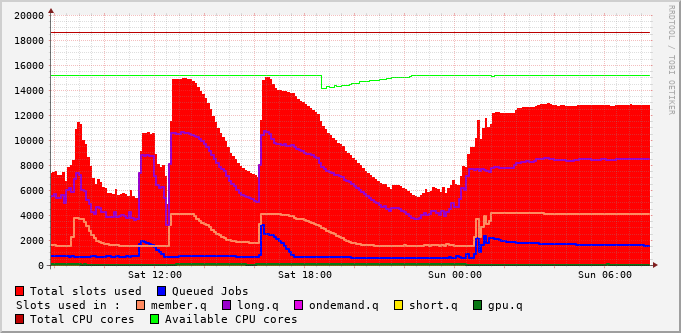 20000
18000
16000
14000
12000
10000
8000
6000
4000
2000
0
Sat 12:00 Sat 18:00 Sun 00:00 Sun 06:00
RRDTOOL / TOBI OETIKER
Total slots used Queued Jobs
Slots used in : member.q long.q ondemand.q short.q gpu.q
Total CPU cores Available CPU cores